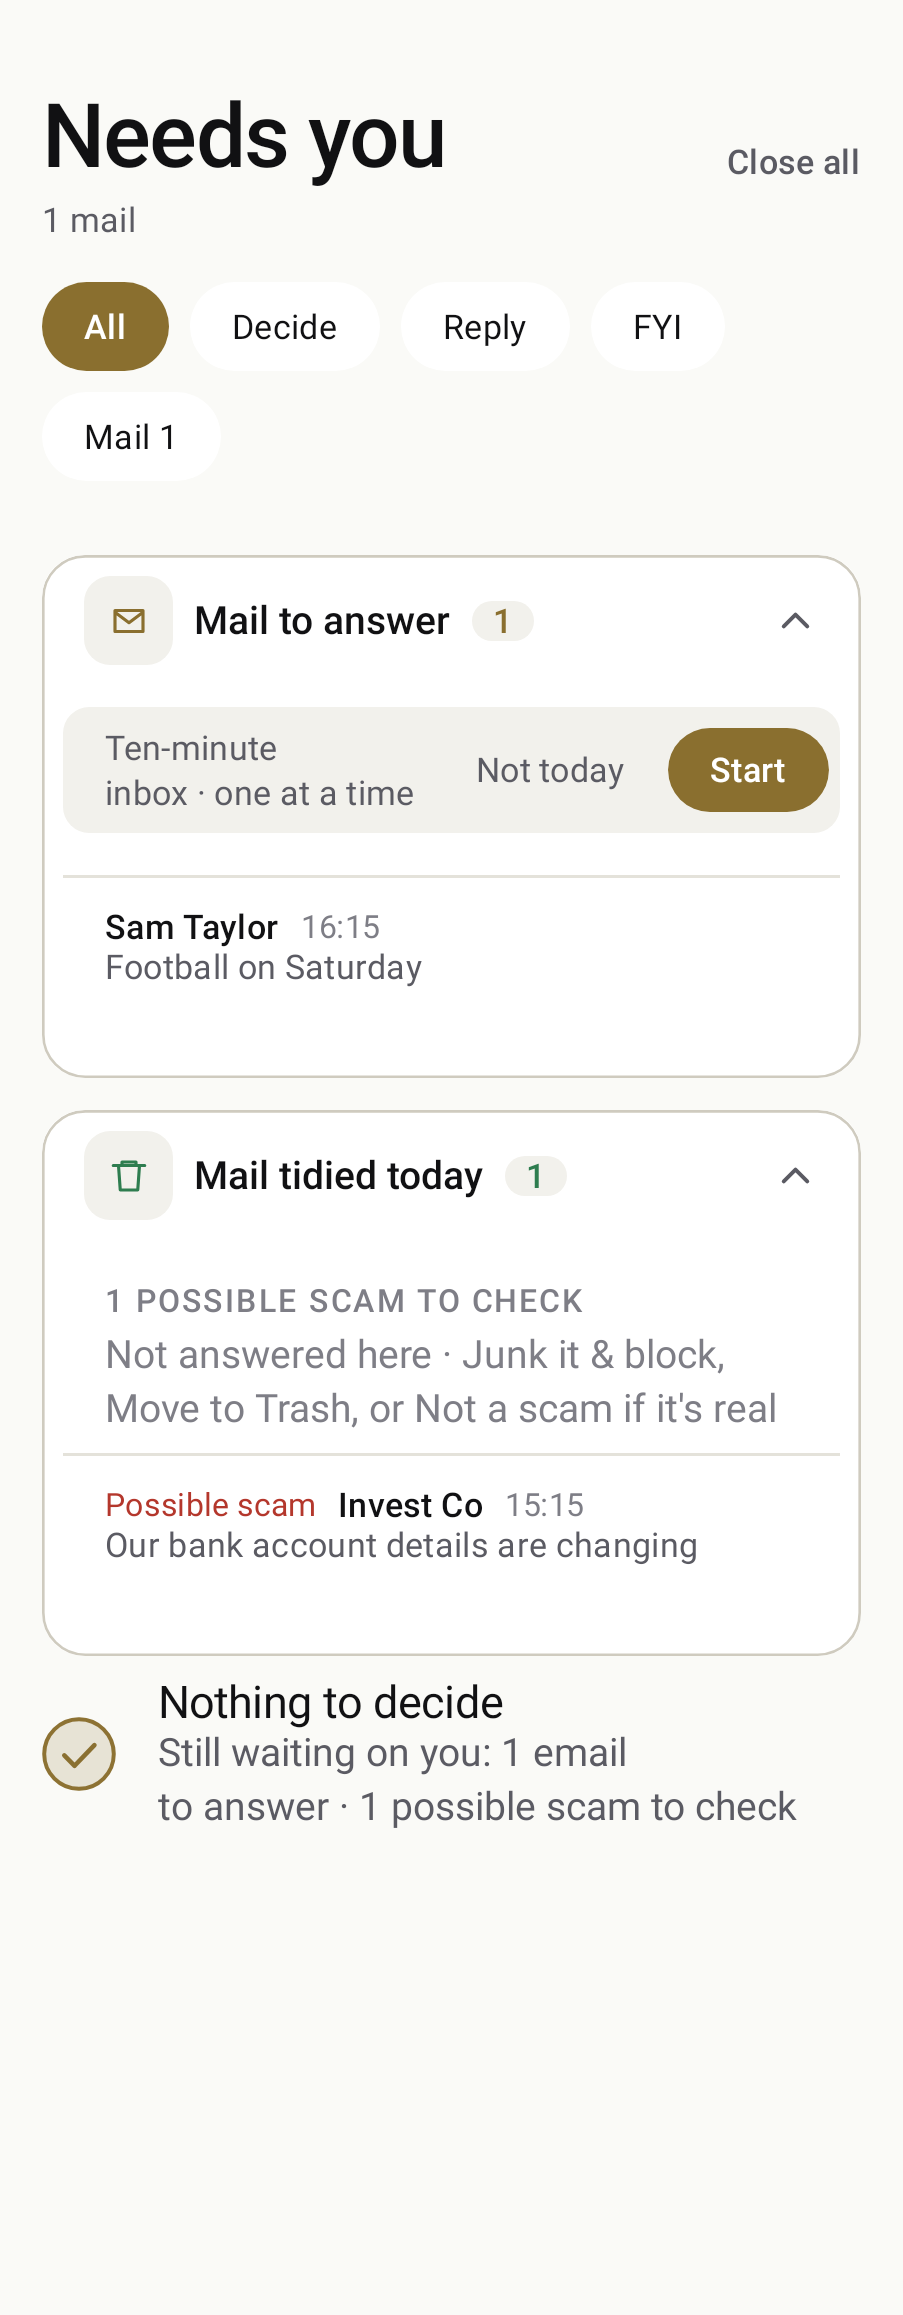 Needs you
Close all
1 mail
All
Decide
Reply
FYI
Mail 1
Mail to answer 1
Ten-minute
inbox · one at a time
Not today
Start
Sam Taylor 16:15
Football on Saturday
Mail tidied today 1
1 POSSIBLE SCAM TO CHECK
Not answered here · Junk it & block,
Move to Trash, or Not a scam if it's real
Possible scam Invest Co 15:15
Our bank account details are changing
Nothing to decide
Still waiting on you: 1 email
to answer · 1 possible scam to check